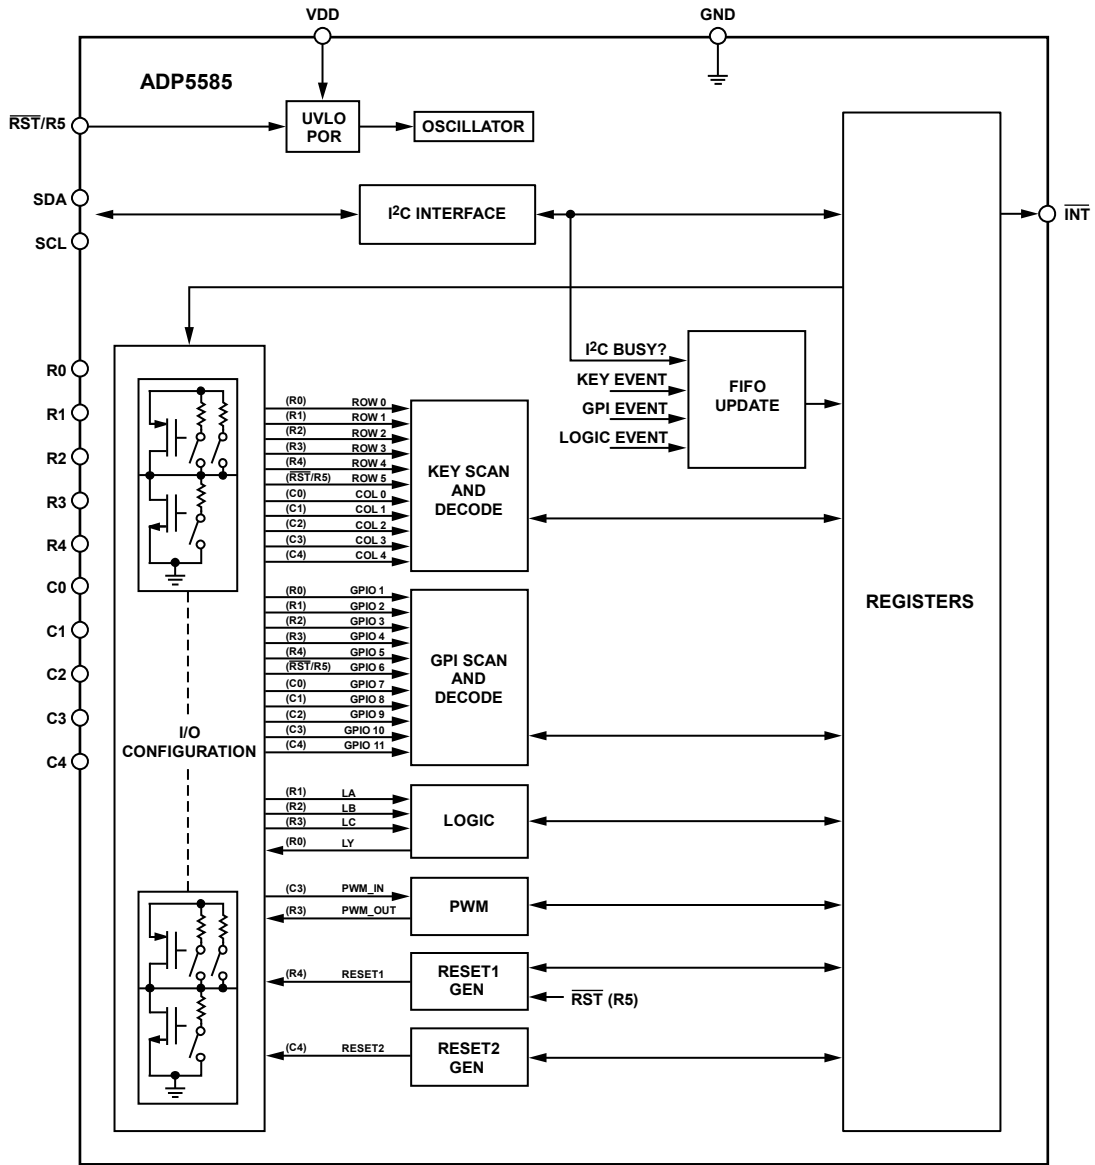 VDD
GND
ADP5585
RST/R5
UVLO
POR
OSCILLATOR
SDA
I2C INTERFACE
INT
SCL
R0
R1
R2
R3
R4
C0
C1
C2
C3
C4
I2C BUSY?
KEY EVENT
GPI EVENT
LOGIC EVENT
FIFO
UPDATE
(R0) ROW 0
(R1) ROW 1
(R2) ROW 2
(R3) ROW 3
(R4) ROW 4
(RST/R5) ROW 5
(C0) COL 0
(C1) COL 1
(C2) COL 2
(C3) COL 3
(C4) COL 4
KEY SCAN
AND
DECODE
(R0) GPIO 1
(R1) GPIO 2
(R2) GPIO 3
(R3) GPIO 4
(R4) GPIO 5
(RST/R5) GPIO 6
(C0) GPIO 7
(C1) GPIO 8
(C2) GPIO 9
(C3) GPIO 10
(C4) GPIO 11
GPI SCAN
AND
DECODE
REGISTERS
I/O
CONFIGURATION
(R1) LA
(R2) LB
(R3) LC
(R0) LY
LOGIC
(C3) PWM_IN
(R3) PWM_OUT
PWM
(R4) RESET1
RESET1
GEN
RST (R5)
(C4) RESET2
RESET2
GEN